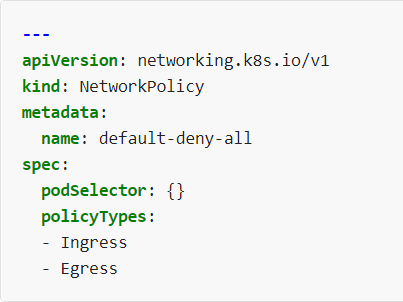 ---
apiVersion: networking.k8s.io/v1
kind: NetworkPolicy
metadata:
  name: default-deny-all
spec:
  podSelector: {}
  policyTypes:
  - Ingress
  - Egress